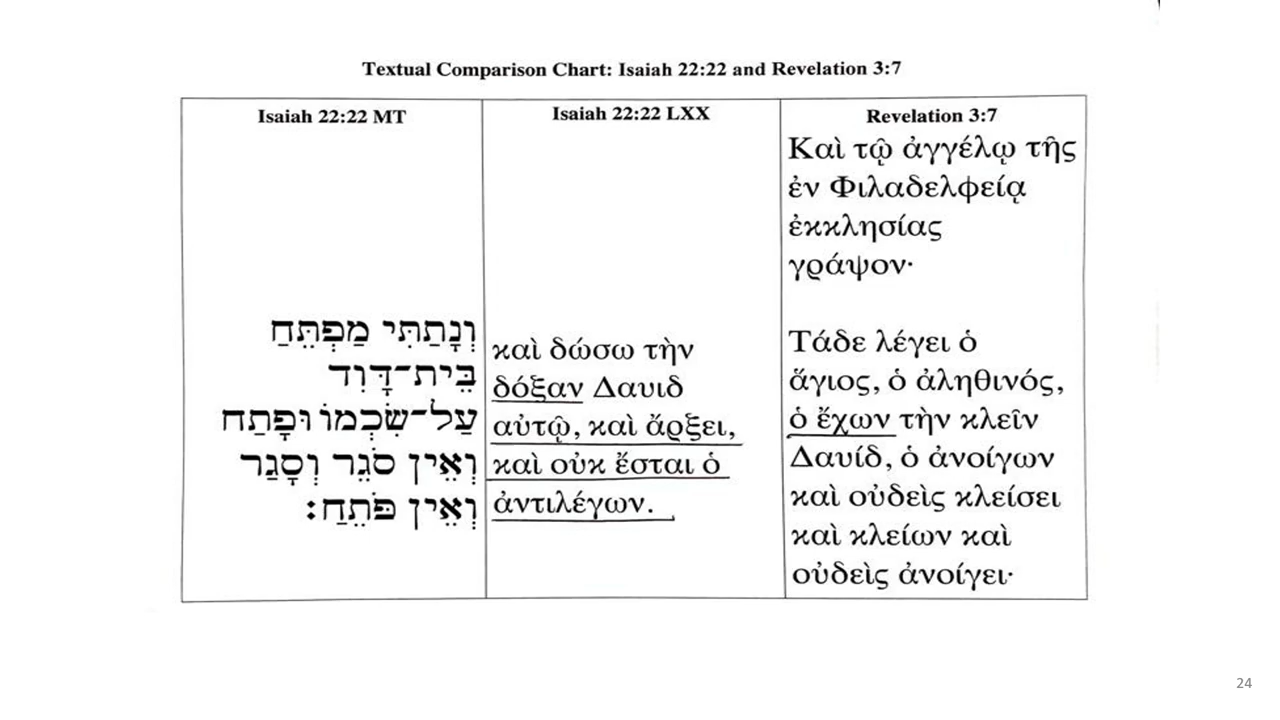 Textual Comparison Chart: Isaiah 22:22 and Revelation 3:7
Isaiah 22:22 MT
וְנָתַתִּי מַפְתֵּחַ
בֵּית־דָּוִד
עַל־שִׁכְמוֹ וּפָתַח
וְאֵין סֹגֵר וְסָגַר
וְאֵין פֹּתֵחַ׃
Isaiah 22:22 LXX
καὶ δώσω τὴν
δόξαν Δαυιδ
αὐτῷ, καὶ ἄρξει,
καὶ οὐκ ἔσται ὁ
ἀντιλέγων.
Revelation 3:7
Καὶ τῷ ἀγγέλῳ τῆς
ἐν Φιλαδελφείᾳ
ἐκκλησίας
γράψον·
Τάδε λέγει ὁ
ἅγιος, ὁ ἀληθινός,
ὁ ἔχων τὴν κλεῖν
Δαυίδ, ὁ ἀνοίγων
καὶ οὐδεὶς κλείσει
καὶ κλείων καὶ
οὐδεὶς ἀνοίγει·
24